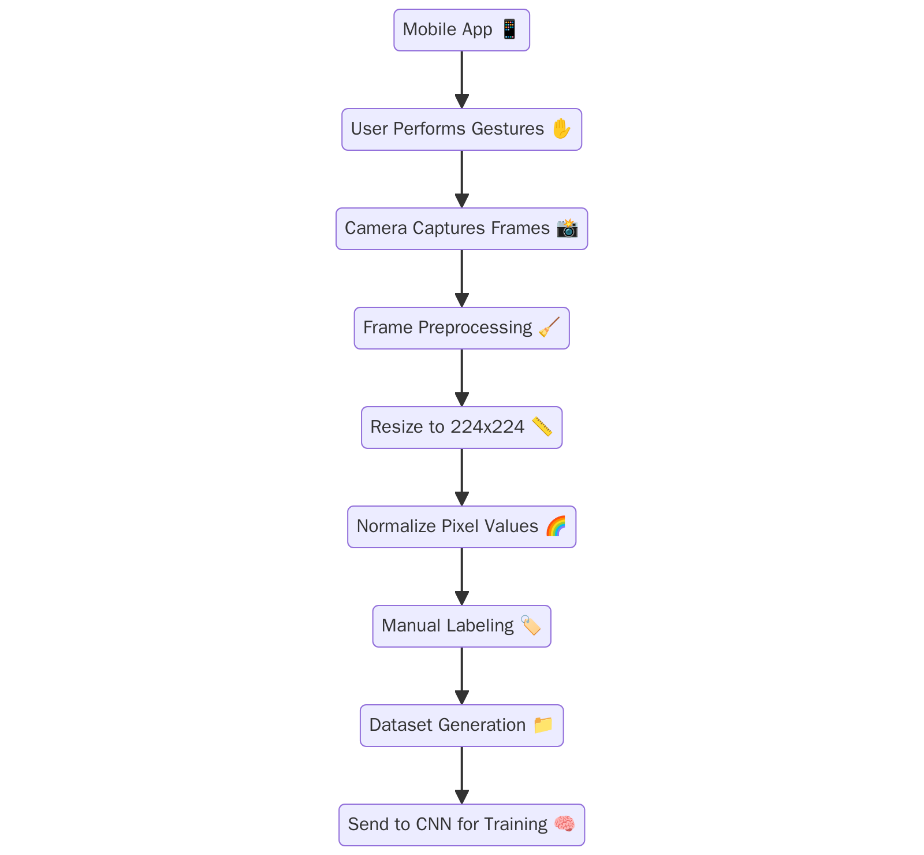 Mobile App 📱
User Performs Gestures ✋
Camera Captures Frames 📸
Frame Preprocessing 🧹
Resize to 224x224 📏
Normalize Pixel Values 🌈
Manual Labeling 🏷️
Dataset Generation 📁
Send to CNN for Training 🧠